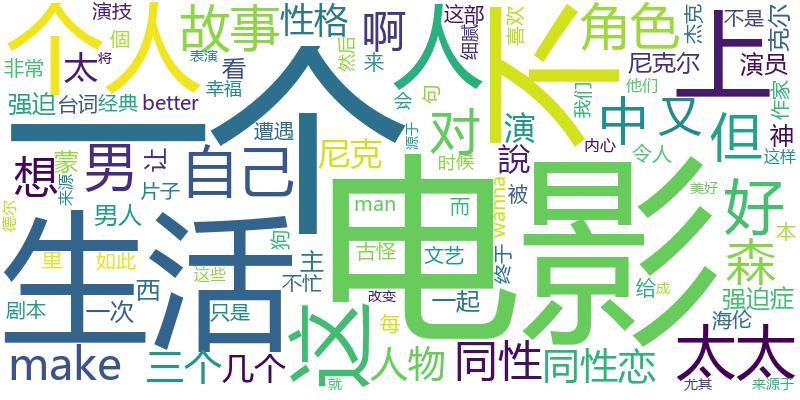 个人
演技
個
故事
性格
啊
然后
人
这部
细腻
喜欢
不
角色
上
杰克
不是
克尔
非常
太
将
表演
看
幸福
来
尼克尔
演员
强迫
台词
经典
better
一个
会
句
我们
他们
作家
遭遇
源于
对
演
中
又
但
神
想
蒙
男
让
自己
尼克
时候
說
内心
令人
这样
来源
片子
德尔
男人
狗
man
而
wanna
被
美好
好
本
生活
电影
古怪
文艺
终于
森
里
如此
西
这些
主
不忙
改变
一起
给
成
强迫症
剧本
一次
只是
这
每
海伦
make
三个
几个
就
人物
同性
同性恋
太太
尤其
来源于